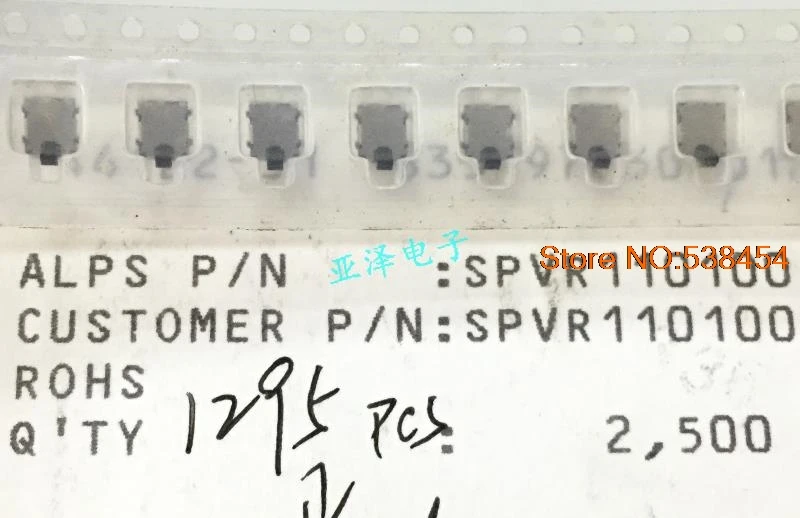 亚泽电子
Store NO:538454
ALPS P/N :SPVR110100
CUSTOMER P/N:SPVR110100
ROHS
Q'TY 1295 PCS : 2,500